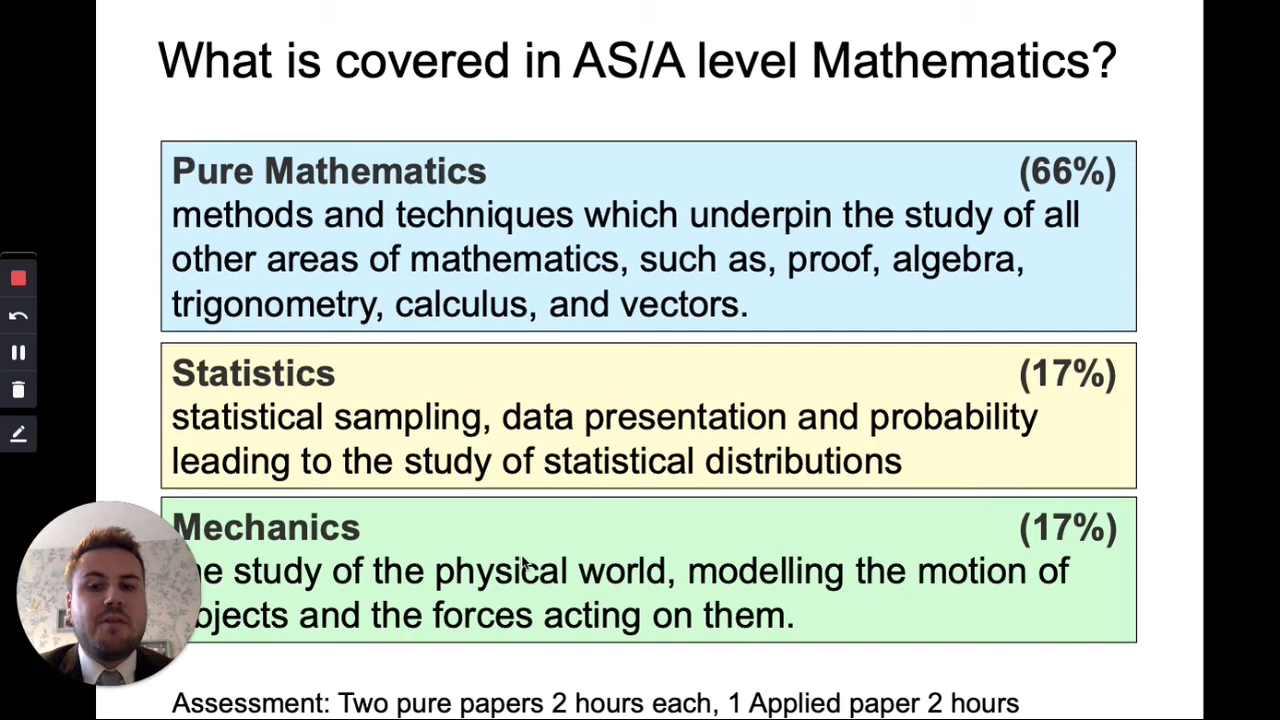 What is covered in AS/A level Mathematics?
Pure Mathematics (66%)
methods and techniques which underpin the study of all
other areas of mathematics, such as, proof, algebra,
trigonometry, calculus, and vectors.
Statistics (17%)
statistical sampling, data presentation and probability
leading to the study of statistical distributions
Mechanics (17%)
study of the physical world, modelling the motion of
and the forces acting on them.
Assessment: Two pure papers 2 hours each, 1 Applied paper 2 hours